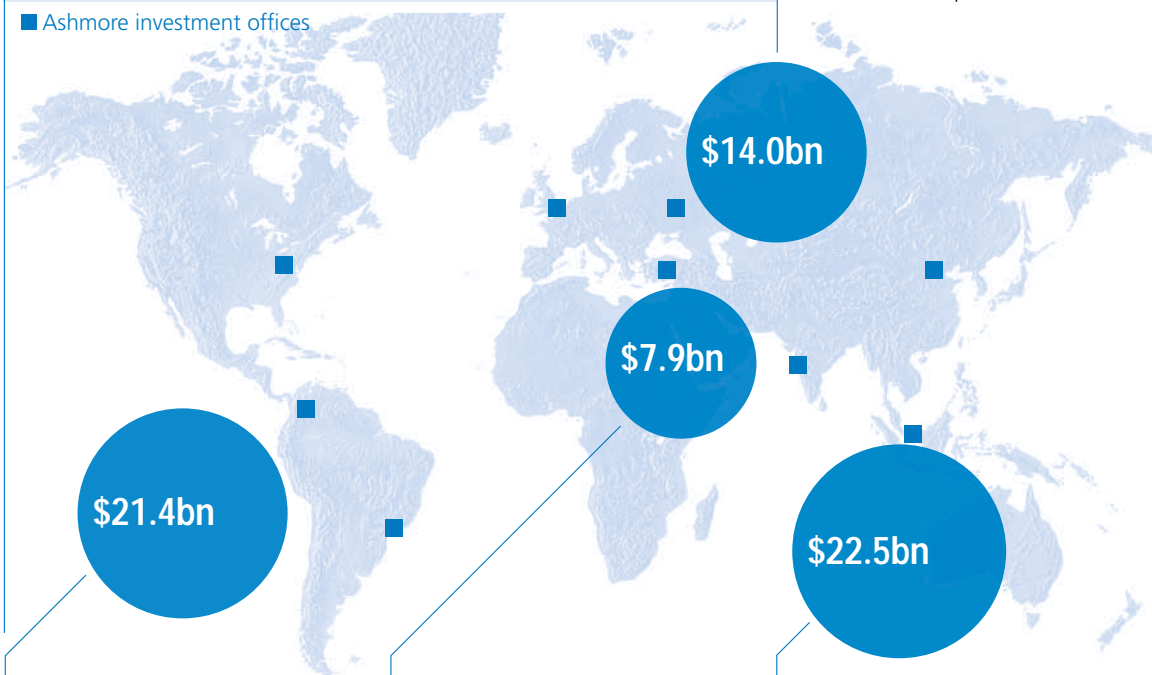 Ashmore investment offices
$14.0bn
$7.9bn
$21.4bn
$22.5bn